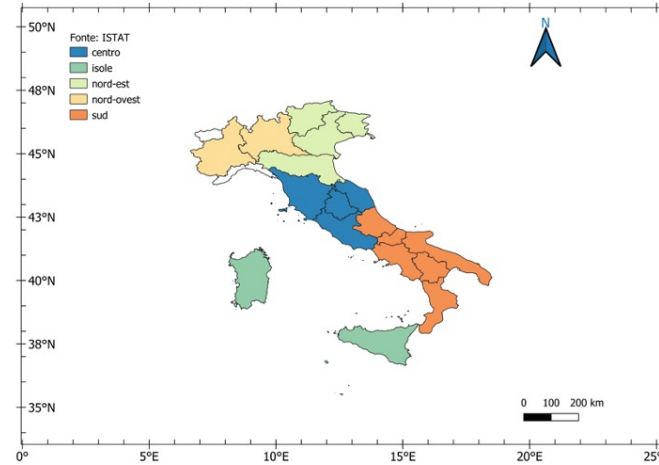 50°N
N
Fonte: ISTAT
centro
isole
nord-est
nord-ovest
sud
48°N
45°N
43°N
40°N
38°N
35°N
0 100 200 km
0° 5°E 10°E 15°E 20°E 25°